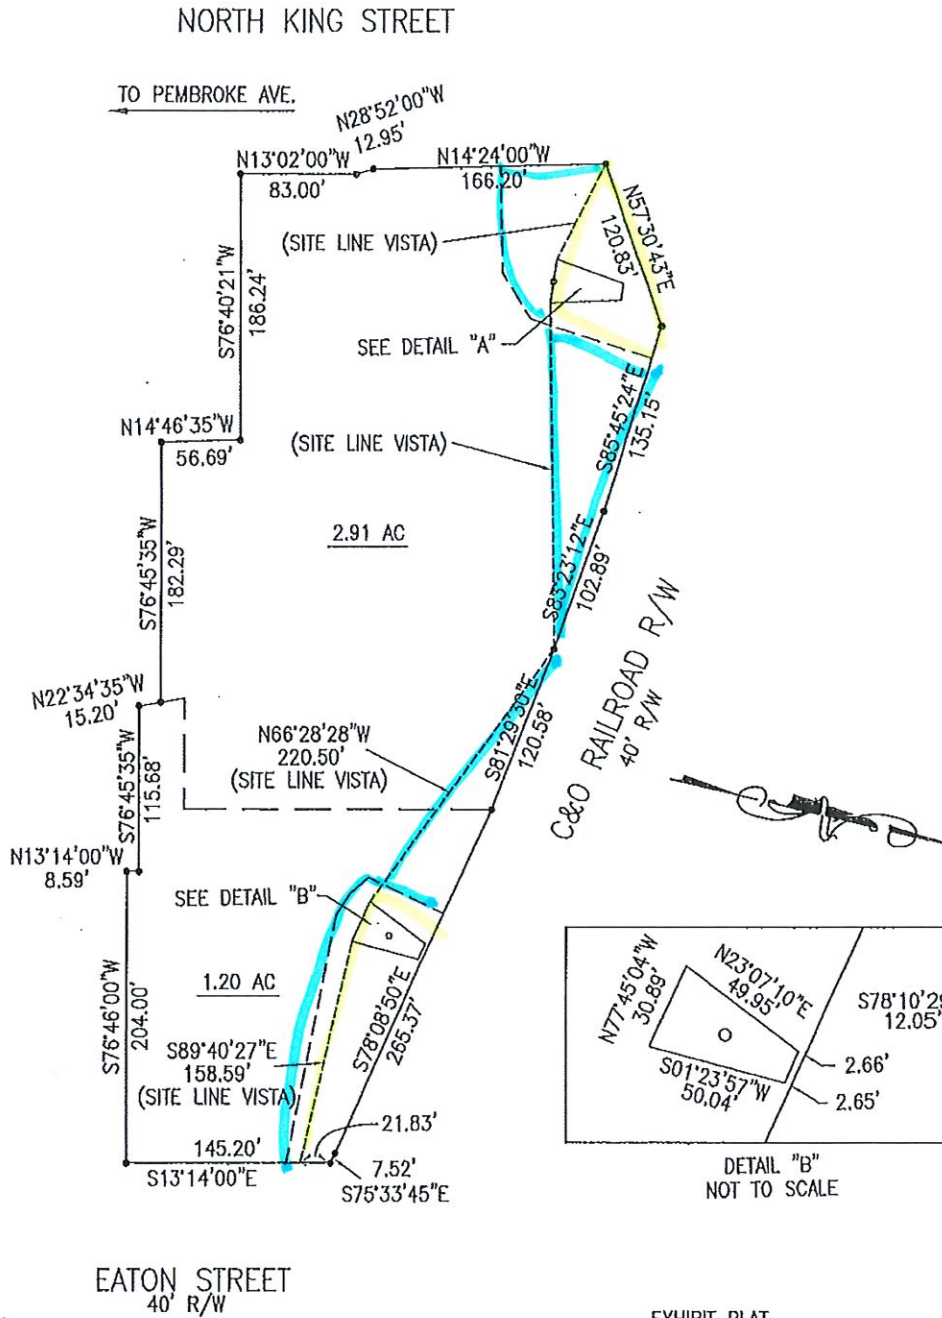 NORTH KING STREET
TO PEMBROKE AVE.
N28°52'00"W
12.95'
N13°02'00"W
83.00'
N14°24'00"W
166.20'
N57°30'43"E
120.83'
(SITE LINE VISTA)
S76°40'21"W
186.24'
SEE DETAIL "A"
S85°45'24"E
135.15'
N14°46'35"W
56.69'
(SITE LINE VISTA)
2.91 AC
S76°45'35"W
182.29'
S83°23'12"E
102.89'
C&O RAILROAD R/W
40' R/W
N22°34'35"W
15.20'
S81°29'30"E
120.58'
N66°28'28"W
220.50'
(SITE LINE VISTA)
S76°45'35"W
115.68'
N13°14'00"W
8.59'
SEE DETAIL "B"
1.20 AC
S76°46'00"W
204.00'
S78°08'50"E
265.37'
S89°40'27"E
158.59'
(SITE LINE VISTA)
21.83'
145.20'
S13°14'00"E
7.52'
S75°33'45"E
N77°45'04"W
30.89'
N23°07'10"E
49.95'
S78°10'29
12.05'
S01°23'57"W
50.04'
2.66'
2.65'
DETAIL "B"
NOT TO SCALE
EATON STREET
40' R/W
EXHIBIT PLAT